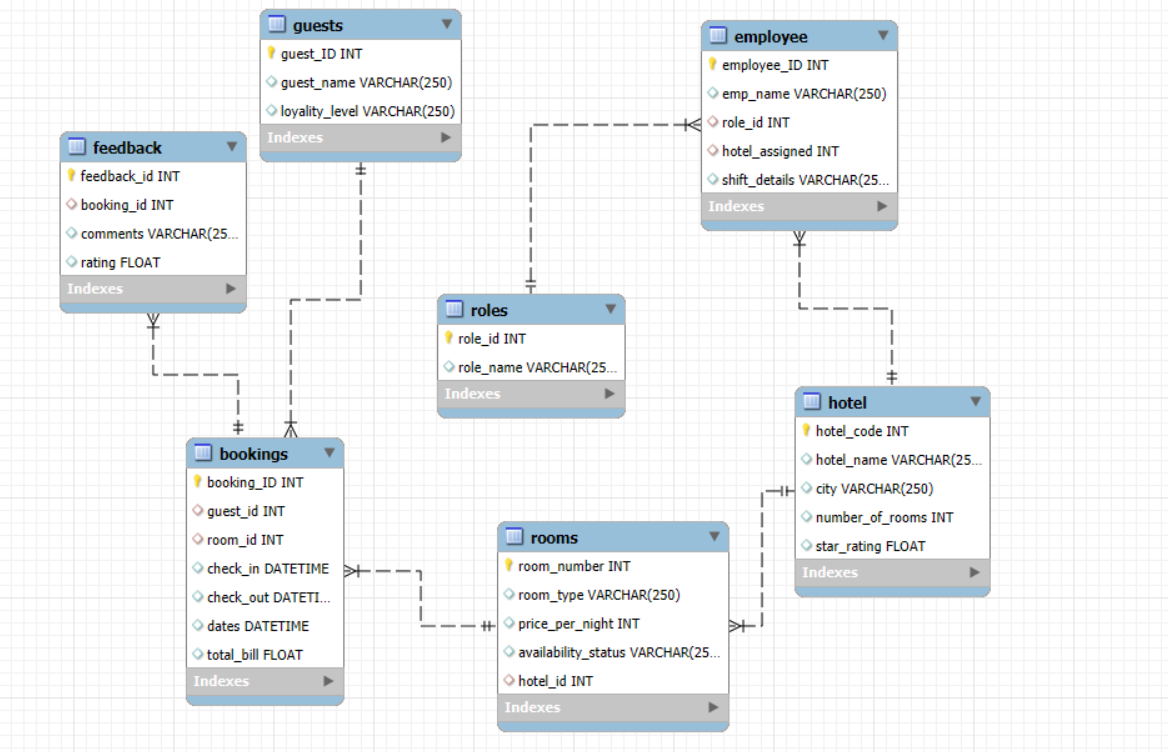 guests
guest_ID INT
guest_name VARCHAR(250)
loyality_level VARCHAR(250)
Indexes
employee
employee_ID INT
emp_name VARCHAR(250)
role_id INT
hotel_assigned INT
shift_details VARCHAR(25...
Indexes
feedback
feedback_id INT
booking_id INT
comments VARCHAR(25...
rating FLOAT
Indexes
roles
role_id INT
role_name VARCHAR(25...
Indexes
hotel
hotel_code INT
hotel_name VARCHAR(25...
city VARCHAR(250)
number_of_rooms INT
star_rating FLOAT
Indexes
bookings
booking_ID INT
guest_id INT
room_id INT
check_in DATETIME
check_out DATETI...
dates DATETIME
total_bill FLOAT
Indexes
rooms
room_number INT
room_type VARCHAR(250)
price_per_night INT
availability_status VARCHAR(25...
hotel_id INT
Indexes